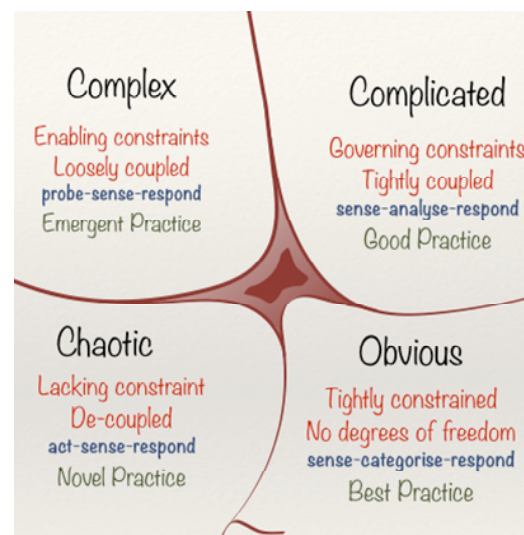 Complex
Enabling constraints
Loosely coupled
probe-sense-respond
Emergent Practice
Complicated
Governing constraints
Tightly coupled
sense-analyse-respond
Good Practice
Chaotic
Lacking constraint
De-coupled
act-sense-respond
Novel Practice
Obvious
Tightly constrained
No degrees of freedom
sense-categorise-respond
Best Practice